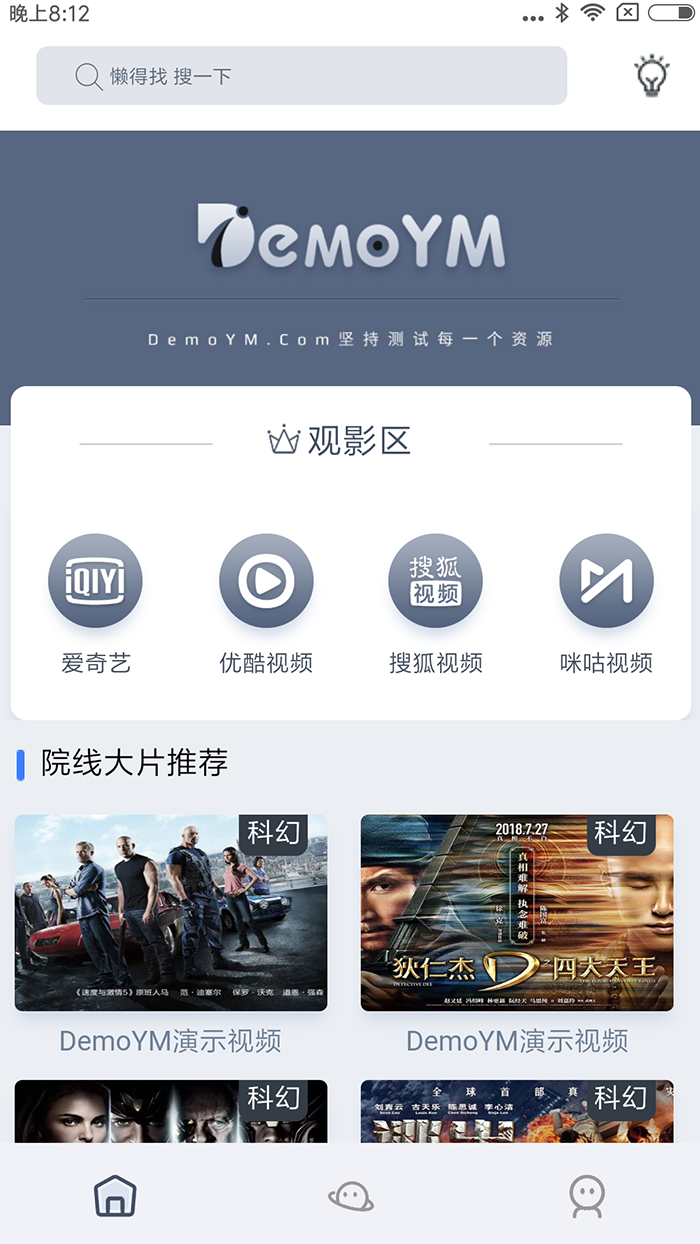 晚上8:12
懒得找 搜一下
DemoYM
DemoYM.Com坚持测试每一个资源
观影区
iQIYI
搜狐
视频
爱奇艺
优酷视频
搜狐视频
咪咕视频
院线大片推荐
科幻
《速度与激情5》原班人马 范·迪塞尔 保罗·沃克 道恩·强森
2018.7.27
科幻
真相难解 执念难破
狄仁杰之四大天王
DETECTIVE DEE
THE FOUR HEAVENLY KINGS
DemoYM演示视频
DemoYM演示视频
科幻
全球首部真
科幻
刘青云 古天乐 陈思诚 李心洁